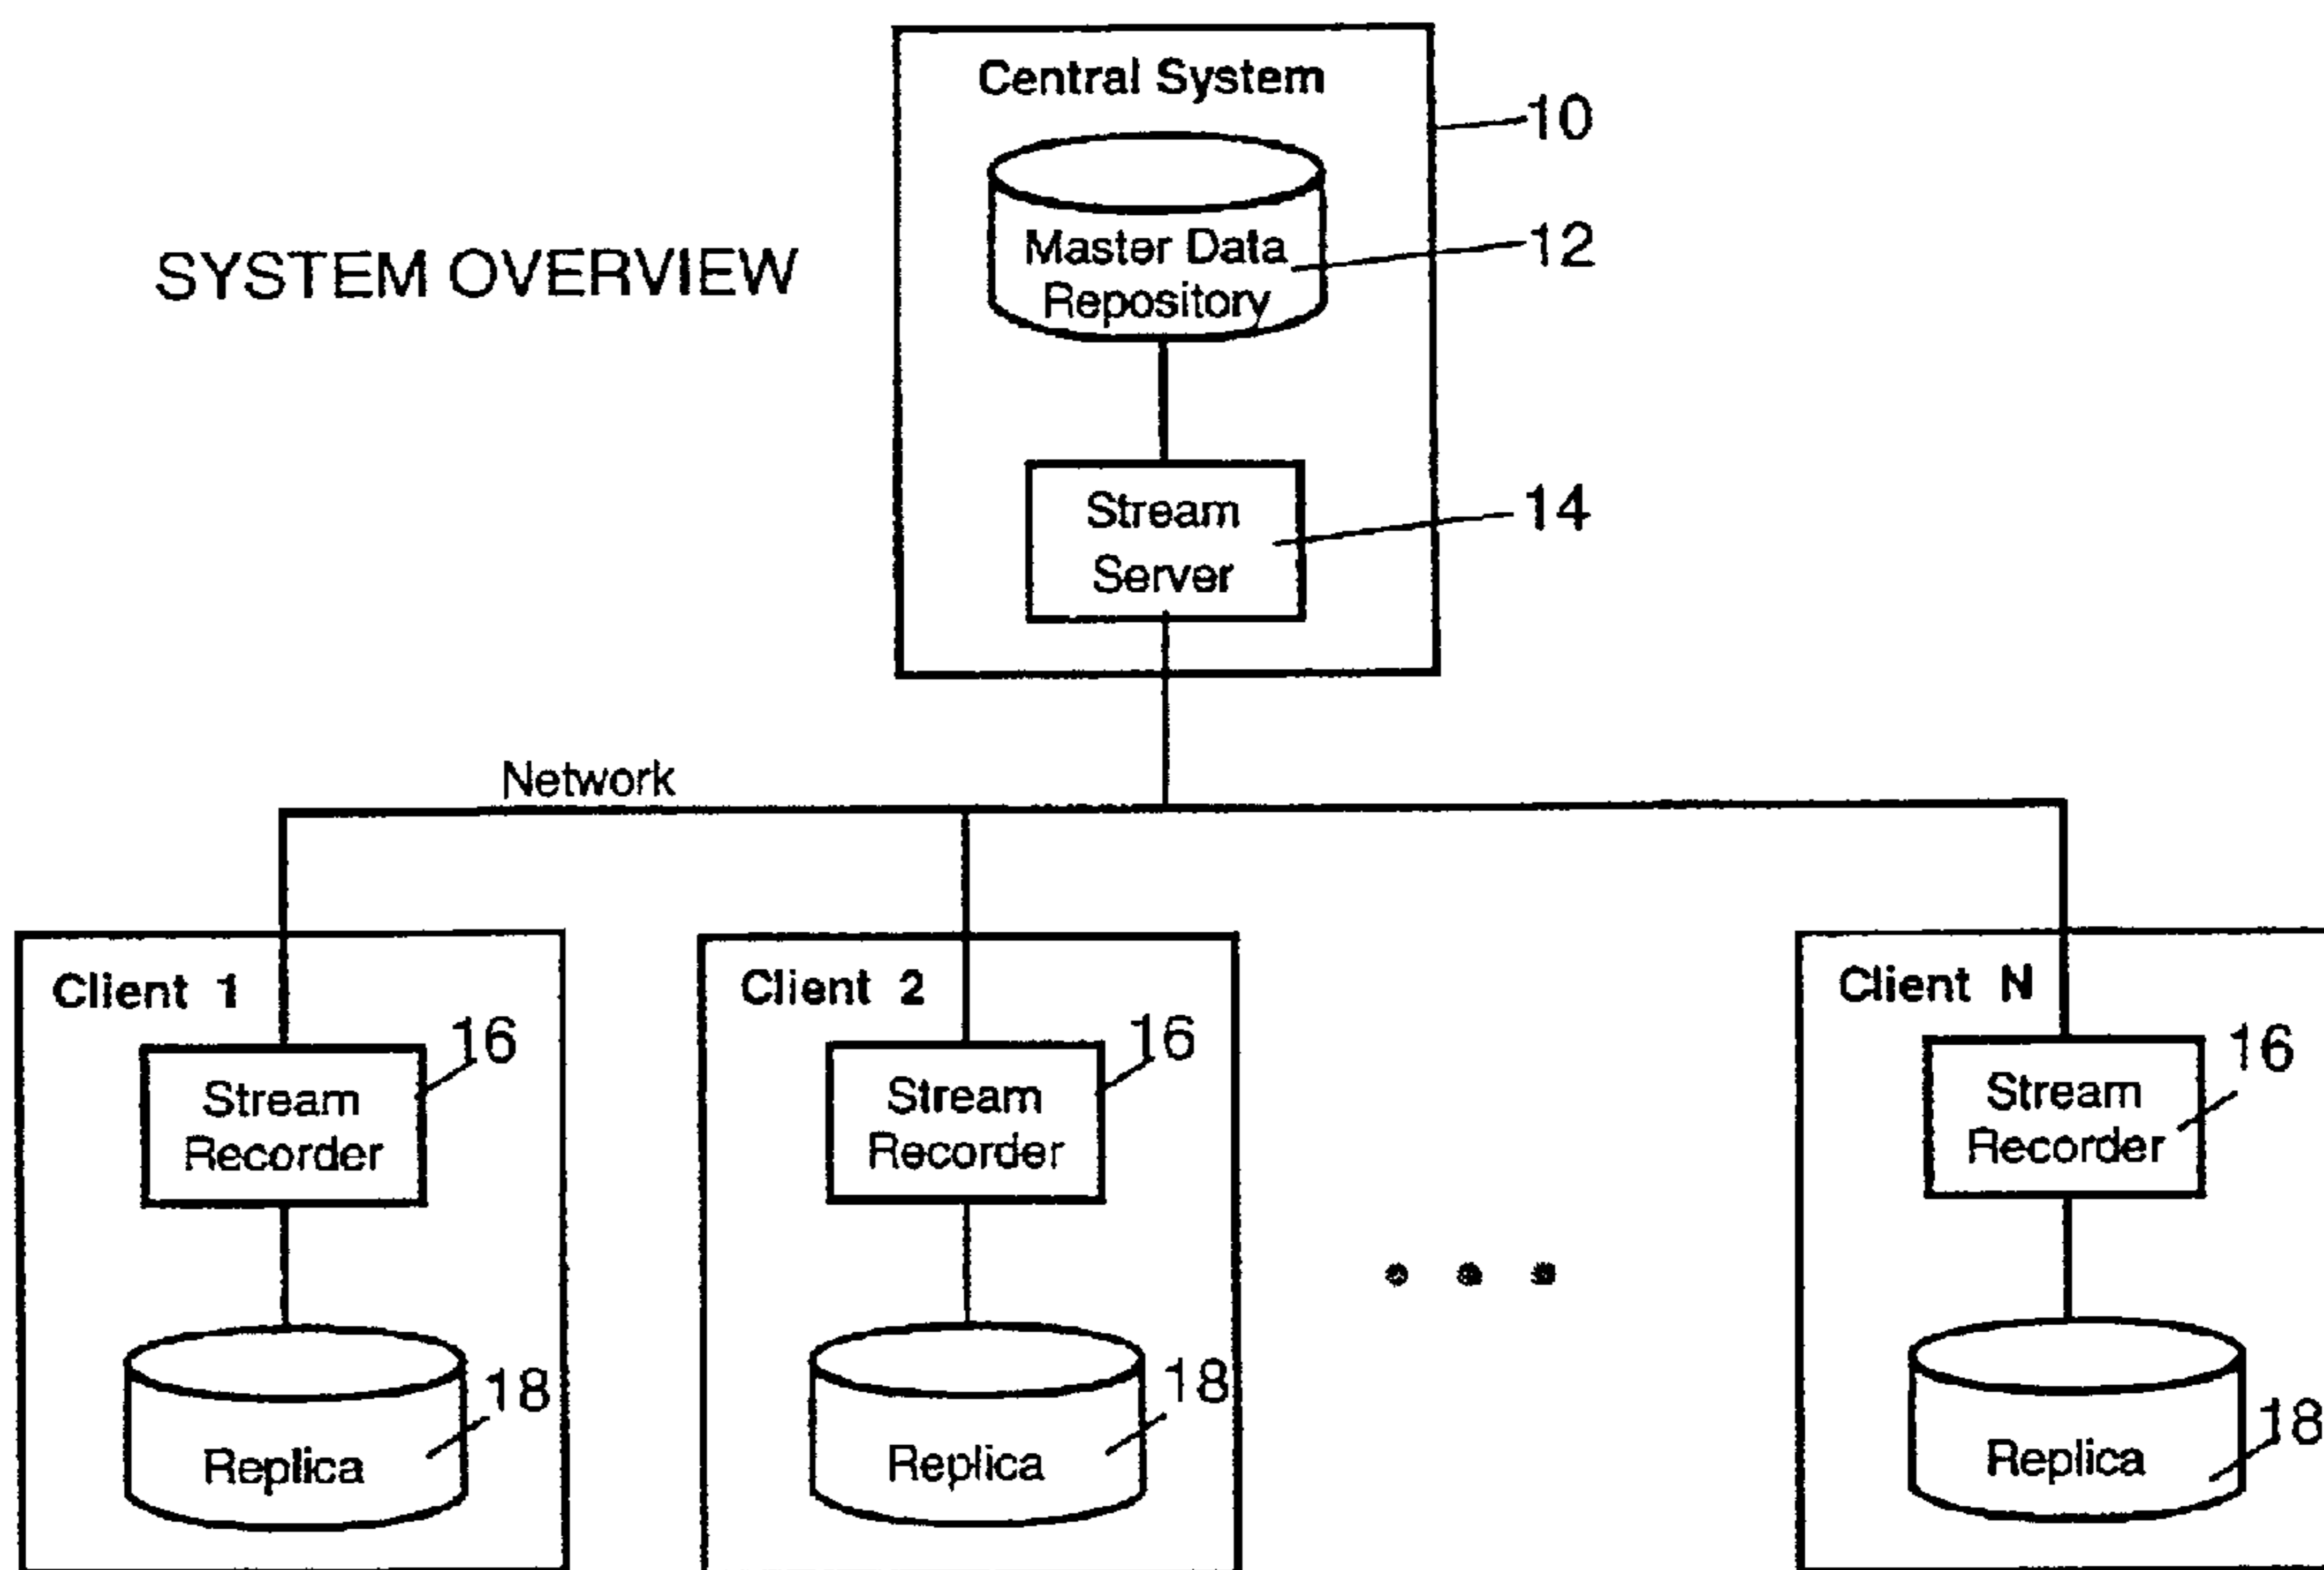 Central System
10
Master Data
Repository
12
SYSTEM OVERVIEW
Stream
Server
14
Network
Client 1
16
Stream
Recorder
18
Replica
Client 2
16
Stream
Recorder
18
Replica
Client N
16
Stream
Recorder
18
Replica